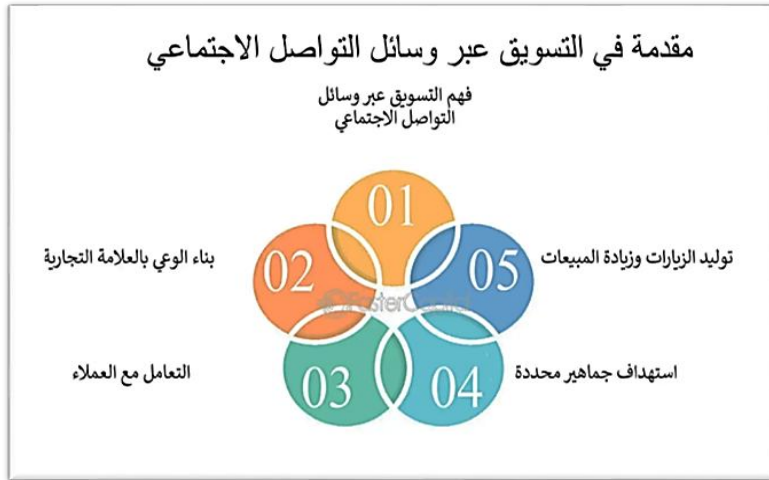 مقدمة في التسويق عبر وسائل التواصل الاجتماعي
فهم التسويق عبر وسائل
التواصل الاجتماعي
01
02
بناء الوعي بالعلامة التجارية
05
توليد الزيارات وزيادة المبيعات
FasterCapital
03
التعامل مع العملاء
04
استهداف جماهير محددة